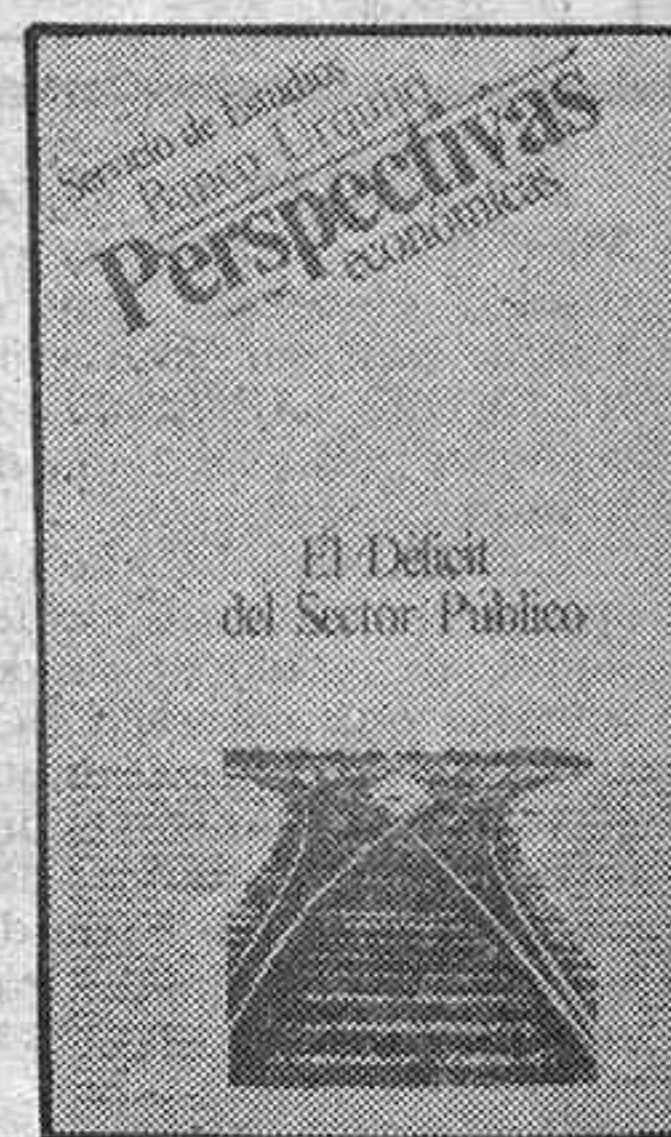 Servicio de Estudios
Banco Urquijo
Perspectivas
económicas
El Déficit
del Sector Público